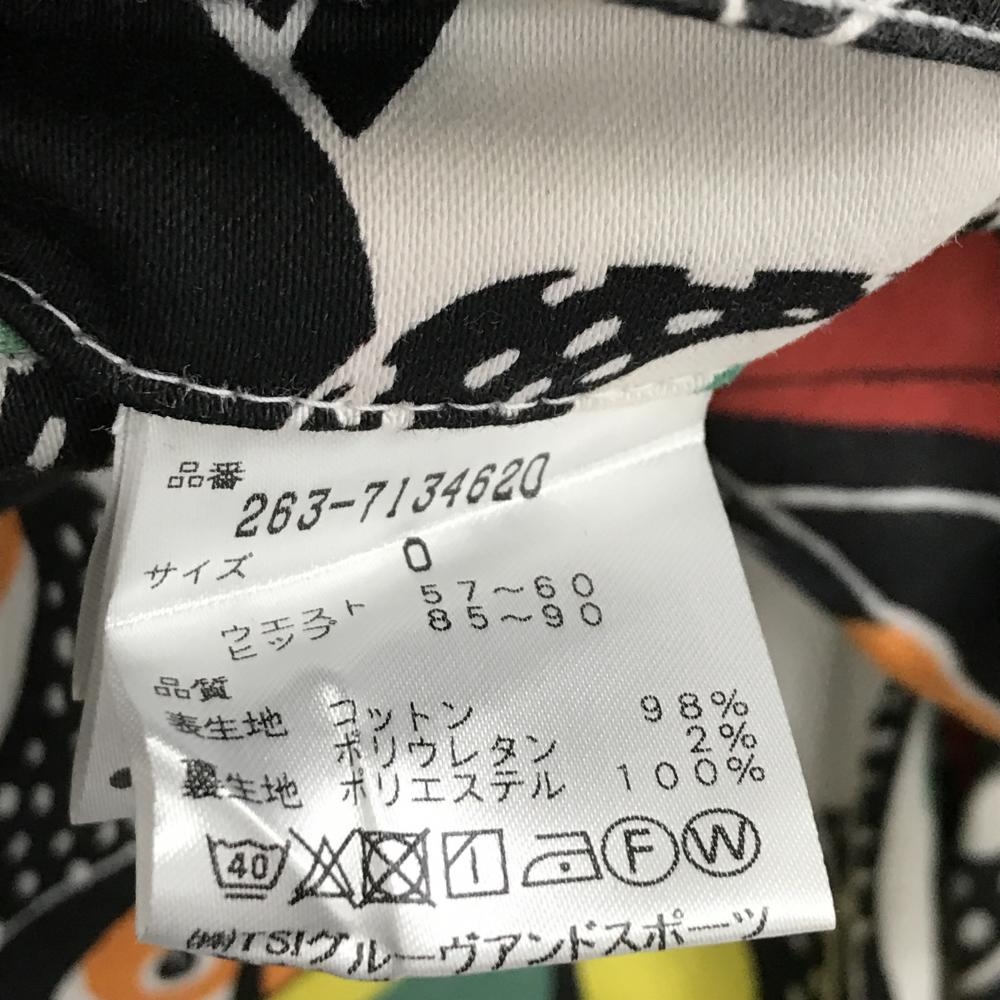 品番
263-7134620
サイズ 0
ウエスト 57～60
ヒップ 85～90
品質
表生地 コットン 98%
ポリウレタン 2%
裏生地 ポリエステル 100%
40 F W
㈱TSIグルーヴアンドスポーツ